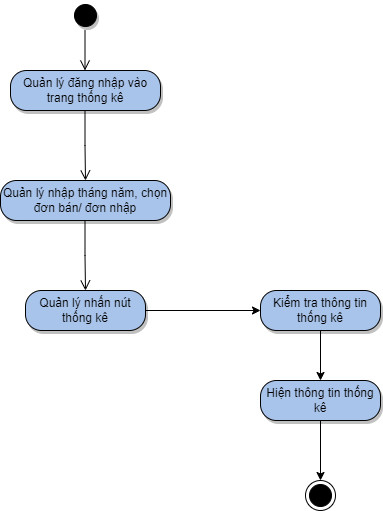 Quản lý đăng nhập vào
trang thống kê
Quản lý nhập tháng năm, chọn
đơn bán/ đơn nhập
Quản lý nhấn nút
thống kê
Kiểm tra thông tin
thống kê
Hiện thông tin thống
kê